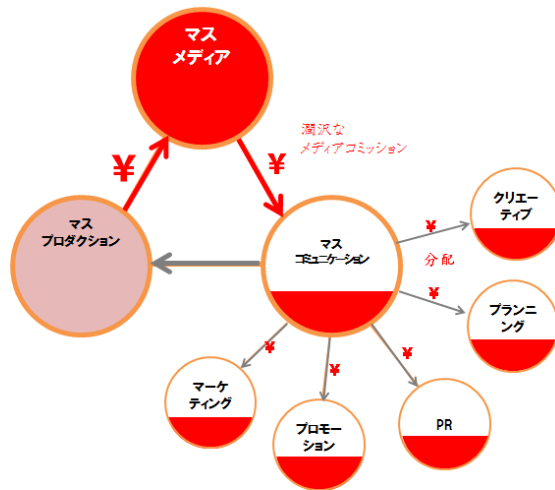 マス
メディア
¥
¥
潤沢な
メディアコミッション
マス
プロダクション
マス
コミュニケーション
クリエー
ティブ
¥
分配
¥
プランニ
ング
¥
¥
¥
マーケ
ティング
プロモー
ション
PR